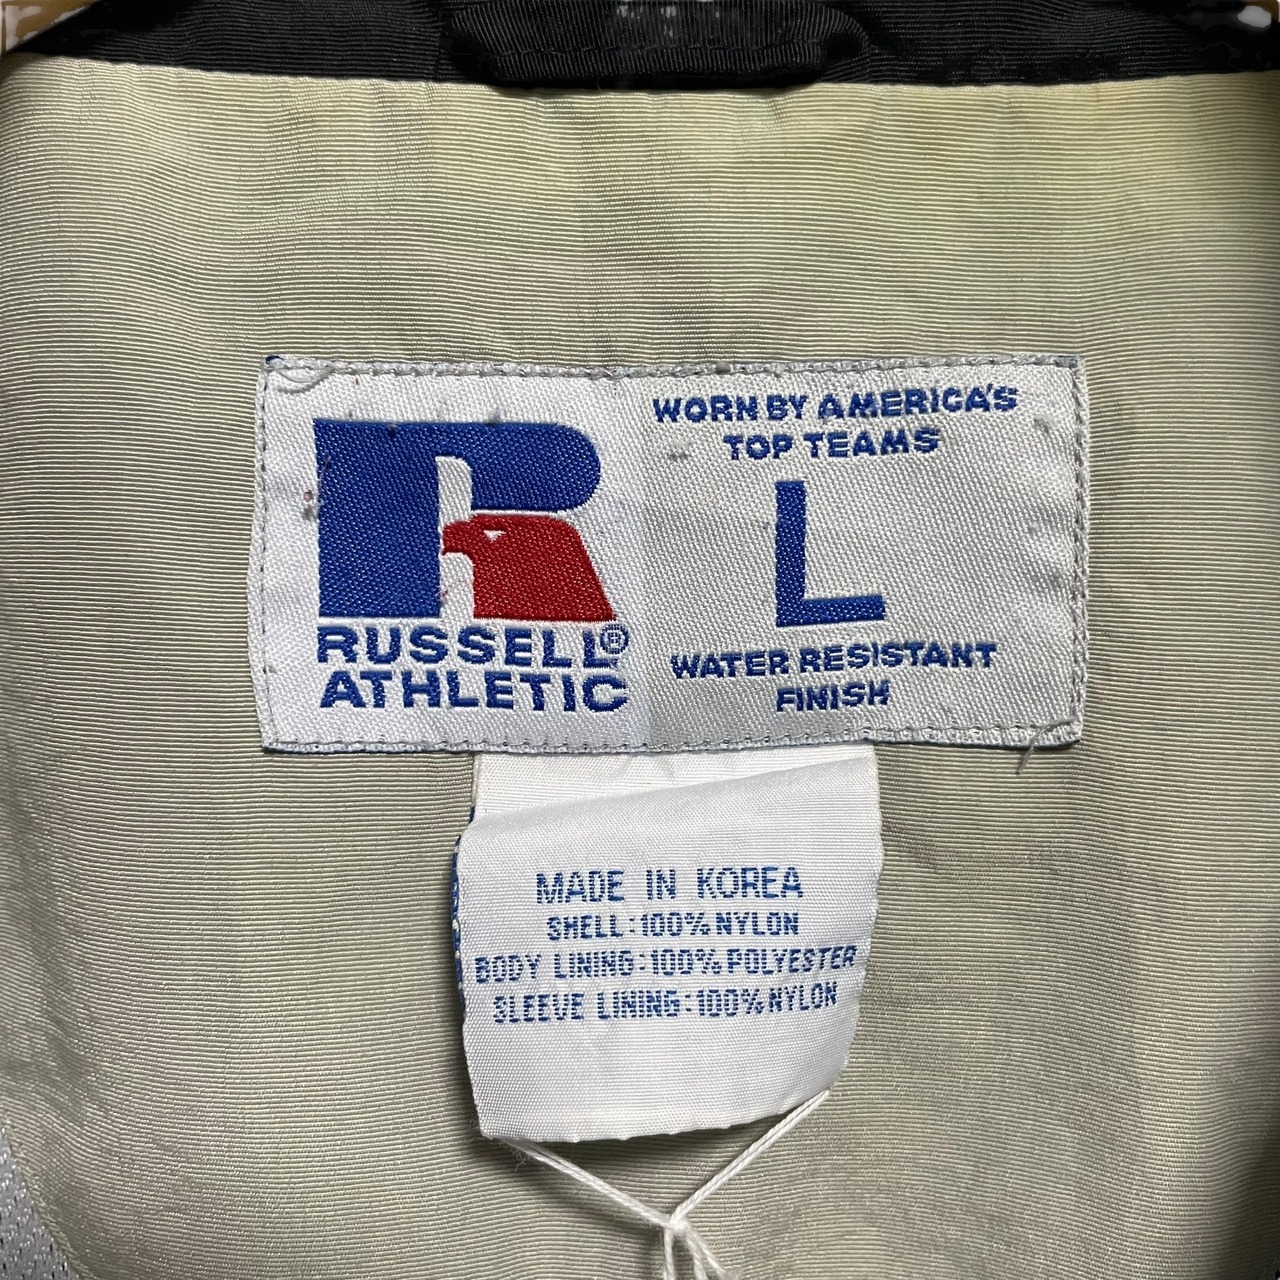 RUSSELL®
ATHLETIC
WORN BY AMERICA'S
TOP TEAMS
L
WATER RESISTANT
FINISH
MADE IN KOREA
SHELL:100% NYLON
BODY LINING:100% POLYESTER
SLEEVE LINING:100% NYLON